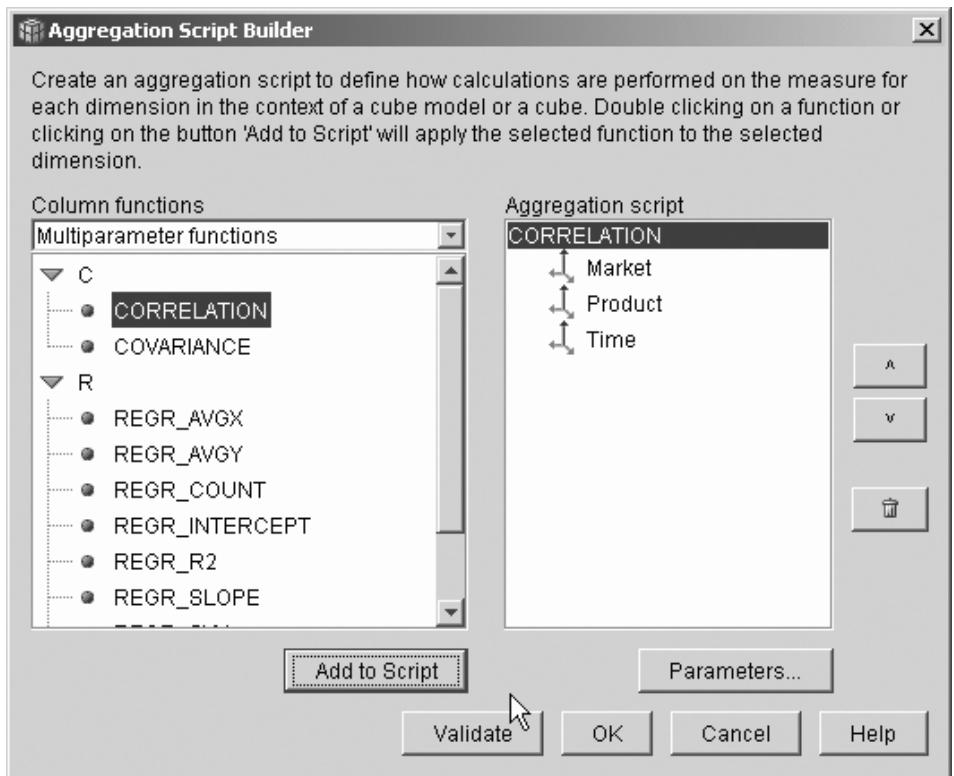 Aggregation Script Builder
Create an aggregation script to define how calculations are performed on the measure for
each dimension in the context of a cube model or a cube. Double clicking on a function or
clicking on the button 'Add to Script' will apply the selected function to the selected
dimension.
Column functions
Multiparameter functions
C
CORRELATION
COVARIANCE
R
REGR_AVGX
REGR_AVGY
REGR_COUNT
REGR_INTERCEPT
REGR_R2
REGR_SLOPE
Add to Script
Aggregation script
CORRELATION
Market
Product
Time
Parameters...
Validate
OK
Cancel
Help